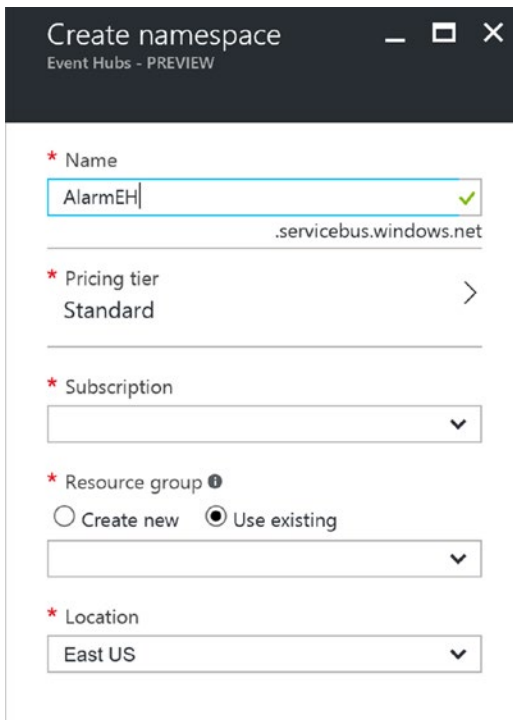 Create namespace
Event Hubs - PREVIEW
* Name
AlarmEH
.servicebus.windows.net
* Pricing tier
Standard
* Subscription
* Resource group
Create new Use existing
* Location
East US